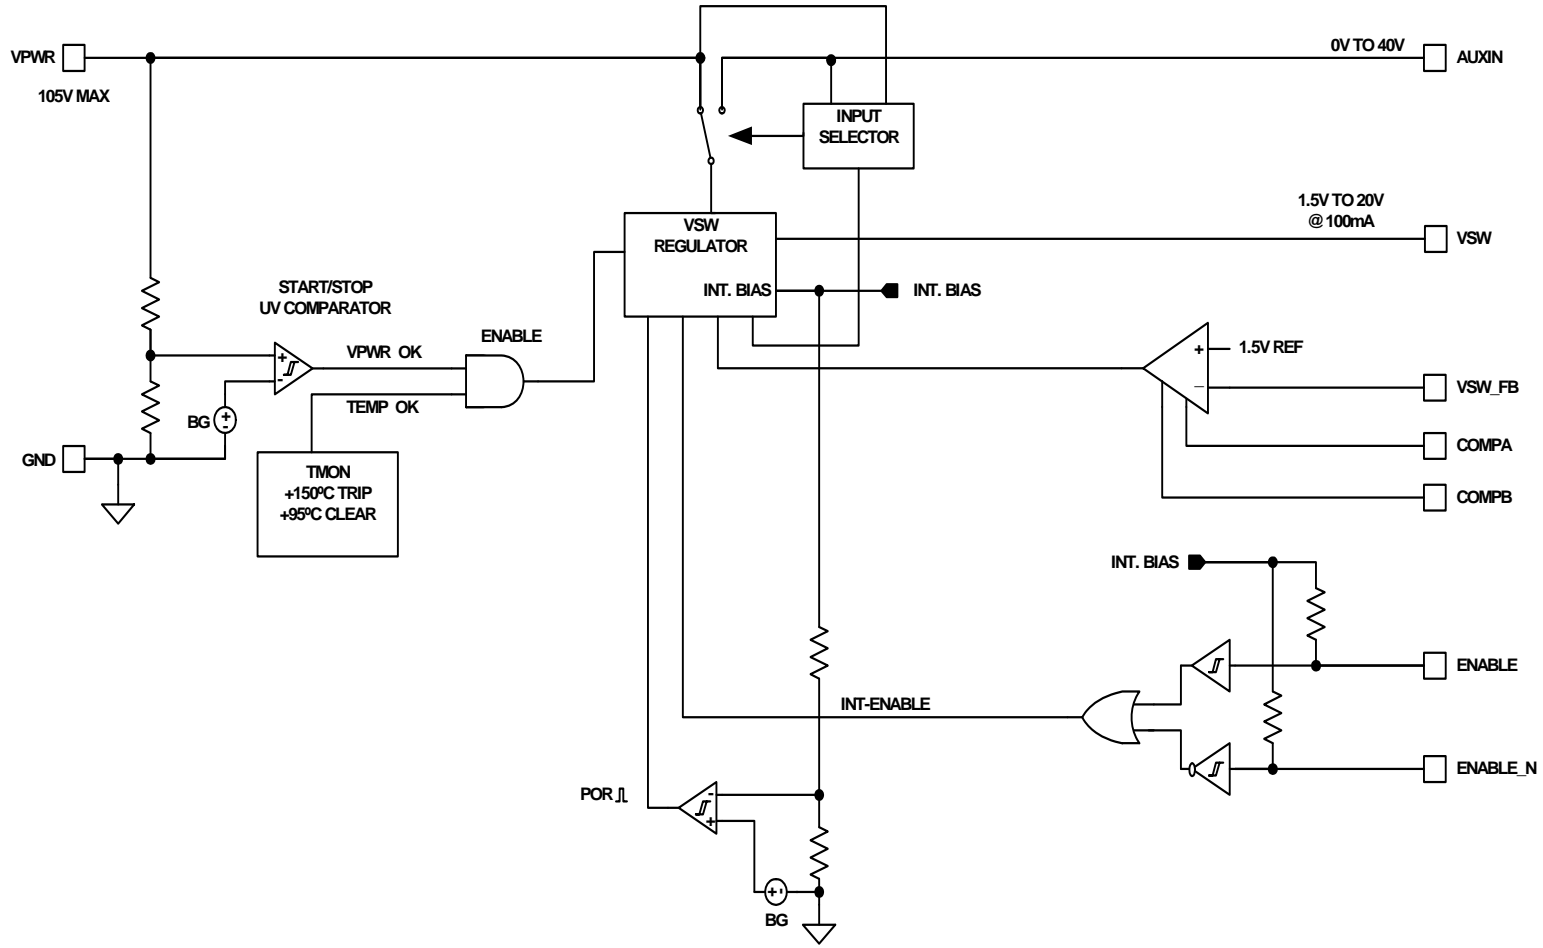 0V TO 40V
VPWR
AUXIN
105V MAX
INPUT
SELECTOR
1.5V TO 20V
@ 100mA
VSW
REGULATOR
VSW
START/STOP
UV COMPARATOR
INT. BIAS
INT. BIAS
ENABLE
VPWR OK
+
-
+
1.5V REF
–
VSW_FB
TEMP OK
BG
+
-
COMPA
GND
TMON
+150ºC TRIP
+95ºC CLEAR
COMPB
INT. BIAS
ENABLE
INT-ENABLE
ENABLE_N
POR
-
+
+
-
BG